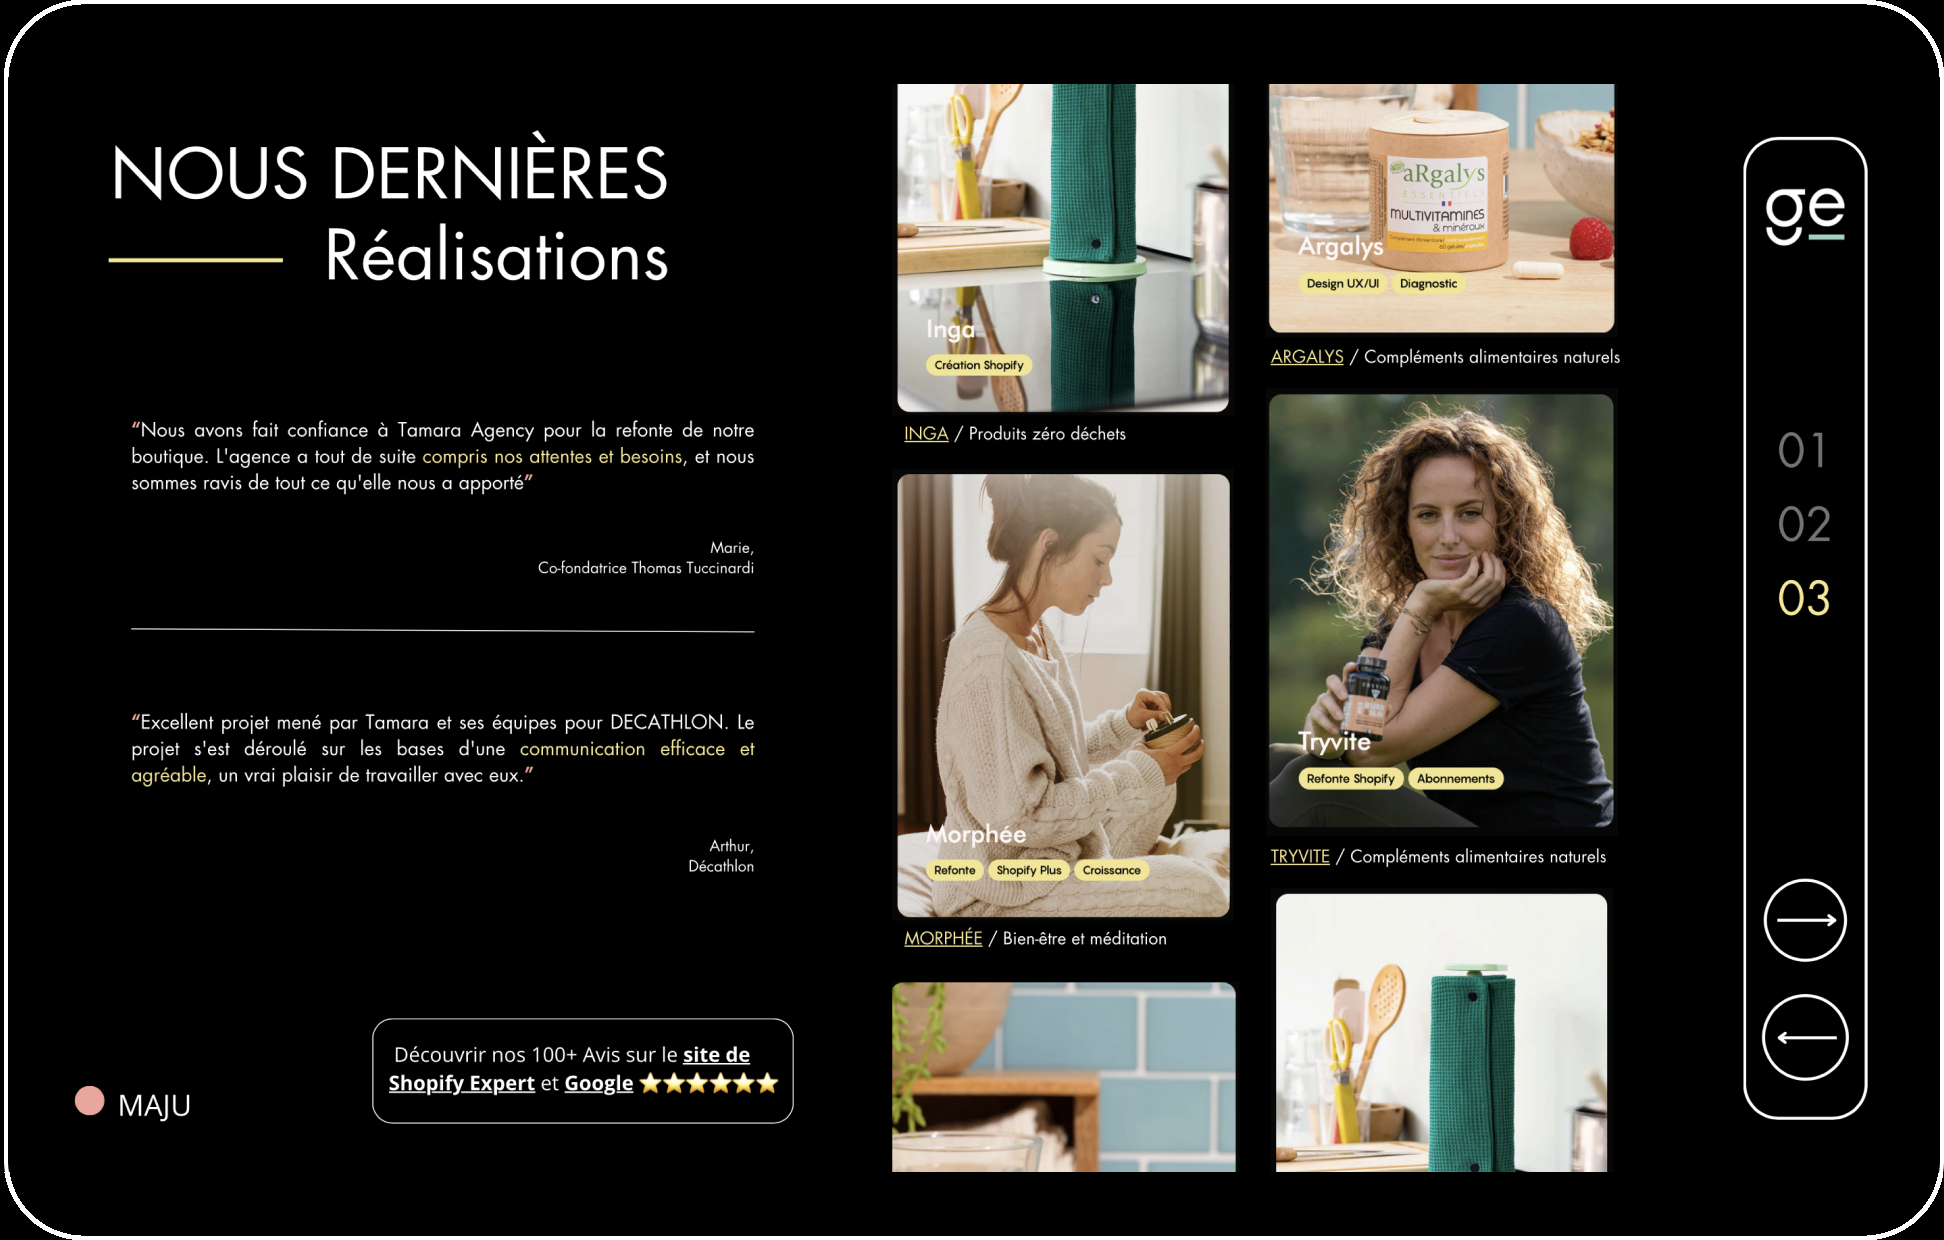 NOUS DERNIÈRES
Réalisations
“Nous avons fait confiance à Tamara Agency pour la refonte de notre
boutique. L'agence a tout de suite compris nos attentes et besoins, et nous
sommes ravis de tout ce qu'elle nous a apporté”
Marie,
Co-fondatrice Thomas Tuccinardi
“Excellent projet mené par Tamara et ses équipes pour DECATHLON. Le
projet s'est déroulé sur les bases d'une communication efficace et
agréable, un vrai plaisir de travailler avec eux.”
Arthur,
Décathlon
Découvrir nos 100+ Avis sur le site de
Shopify Expert et Google ⭐⭐⭐⭐⭐⭐
MAJU
Inga
Création Shopify
INGA / Produits zéro déchets
Morphée
Refonte Shopify Plus Croissance
MORPHÉE / Bien-être et méditation
aRgalys
ESSENTIELS
MULTIVITAMINES
& minéraux
Argalys
Design UX/UI Diagnostic
ARGALYS / Compléments alimentaires naturels
Tryvite
Refonte Shopify Abonnements
TRYVITE / Compléments alimentaires naturels
ge
01
02
03